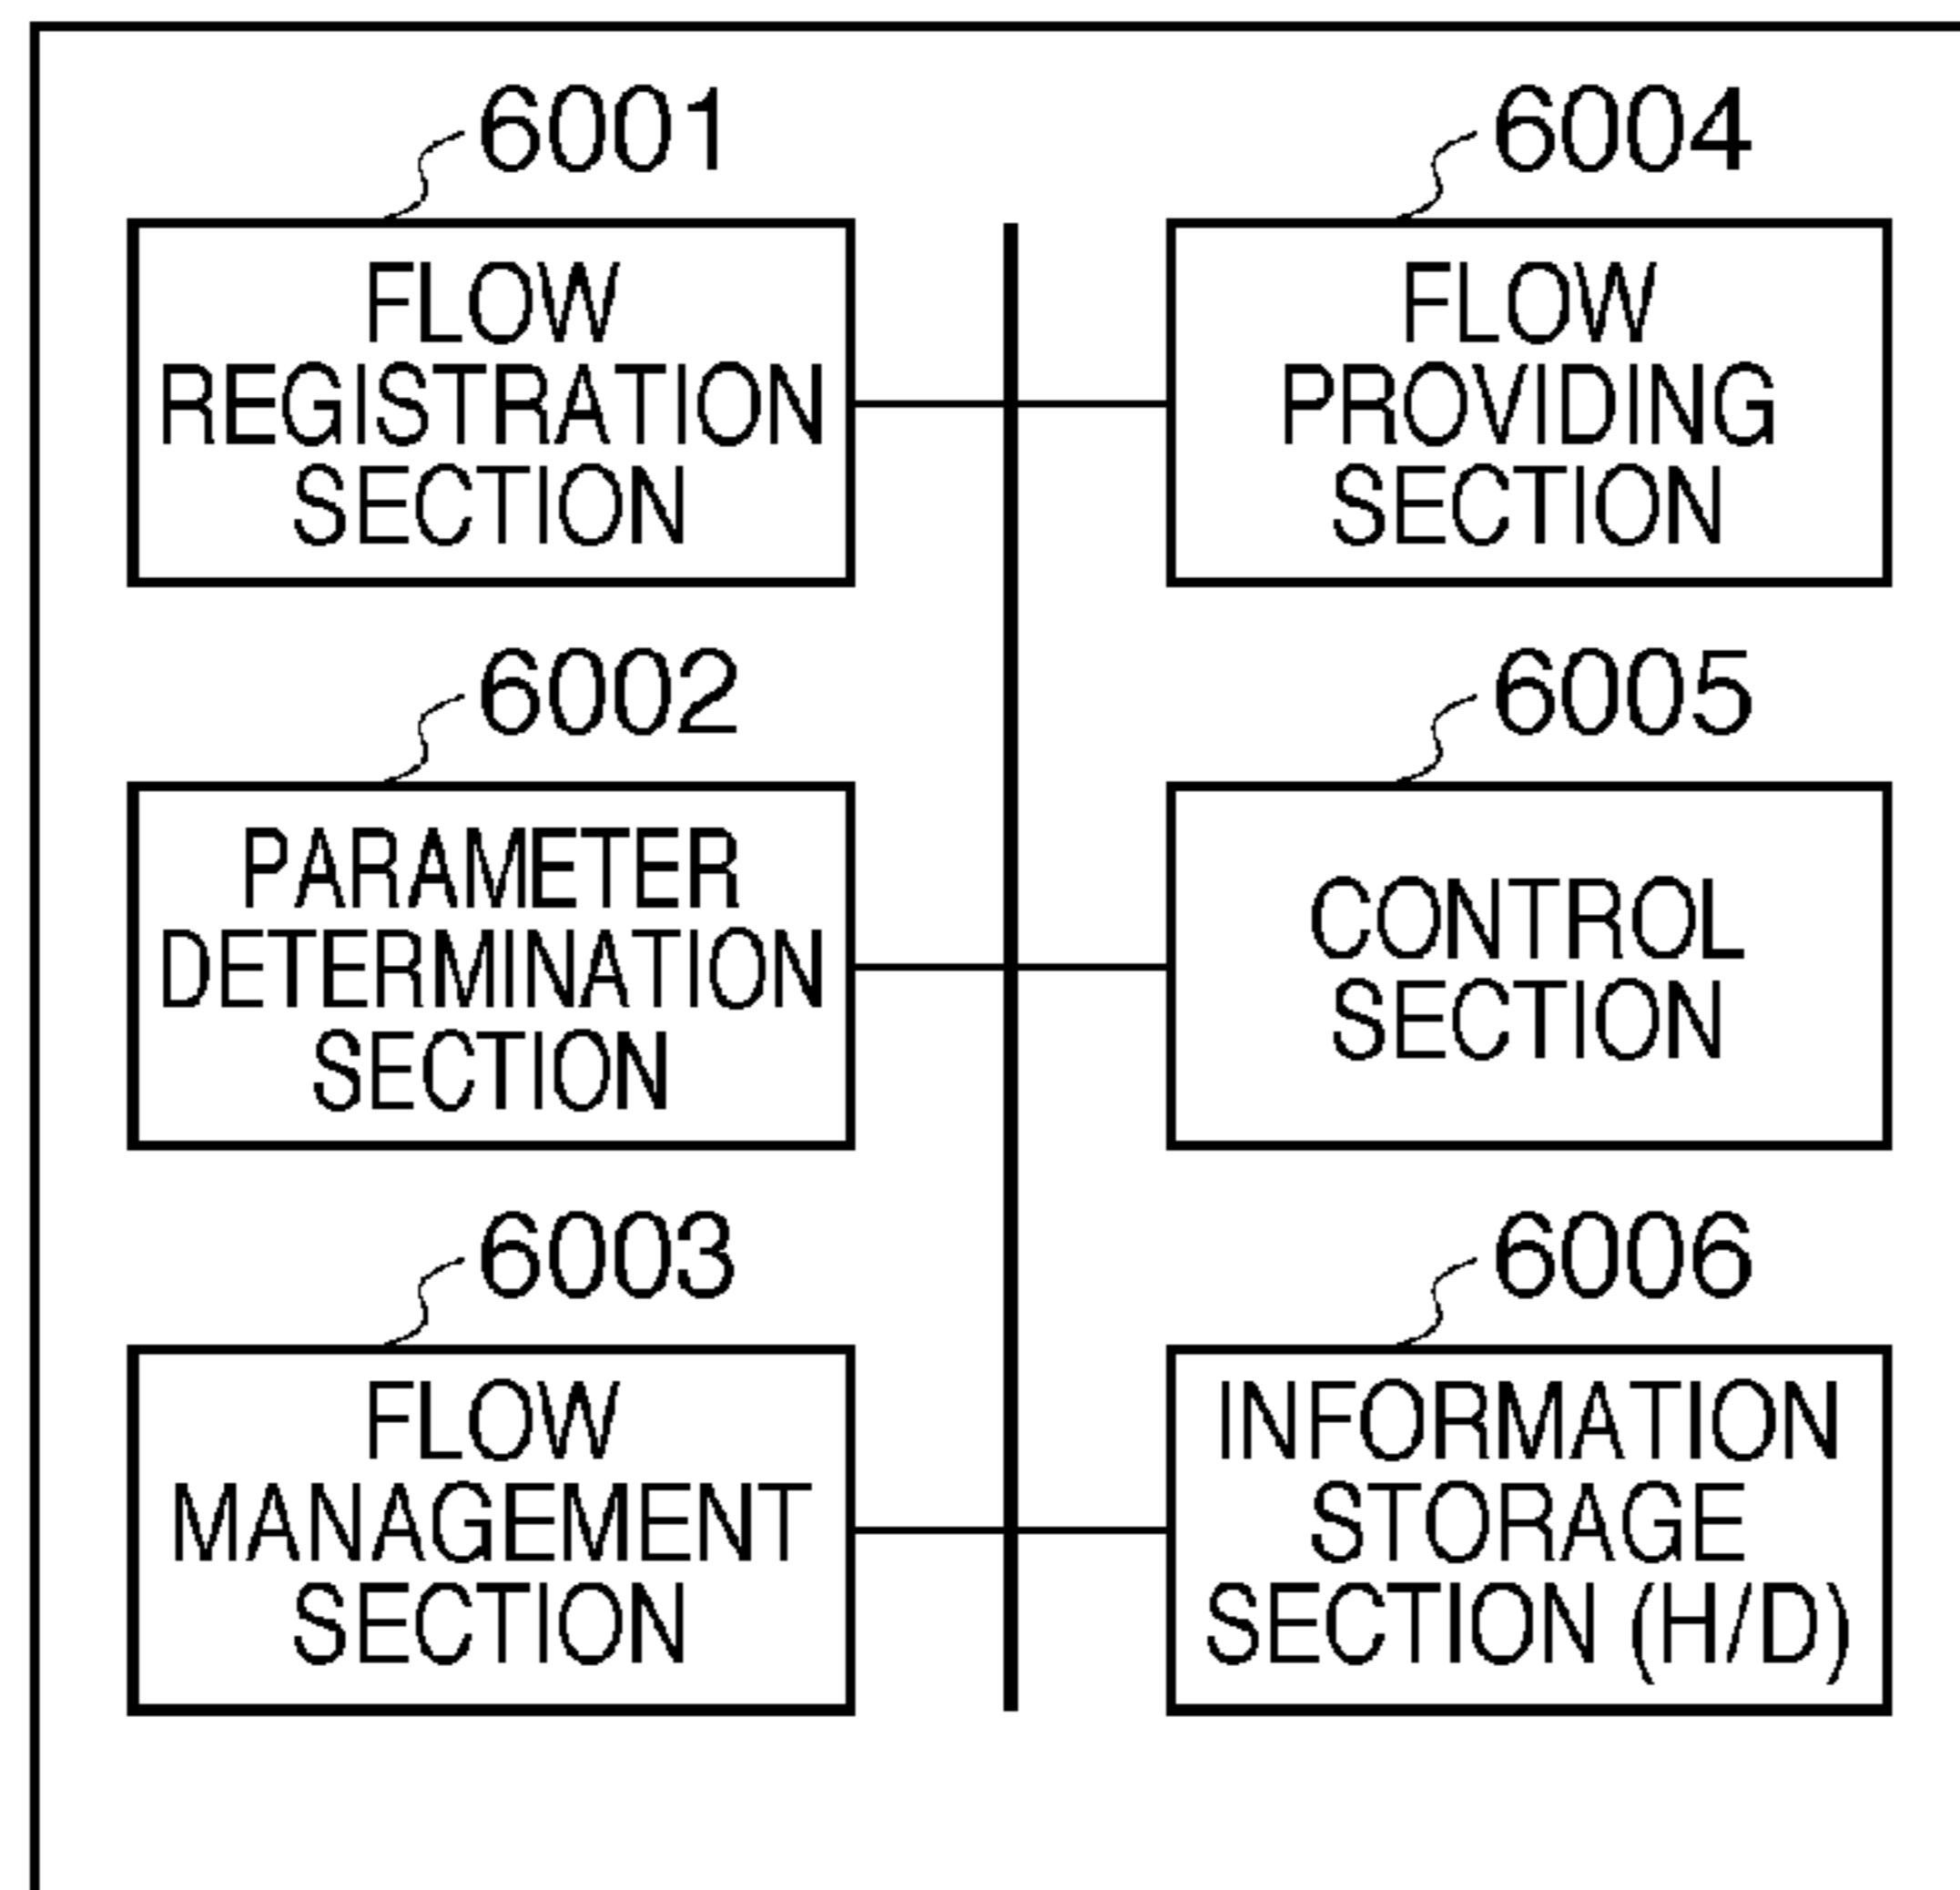 6001
FLOW
REGISTRATION
SECTION
6002
PARAMETER
DETERMINATION
SECTION
6003
FLOW
MANAGEMENT
SECTION
6004
FLOW
PROVIDING
SECTION
6005
CONTROL
SECTION
6006
INFORMATION
STORAGE
SECTION (H/D)